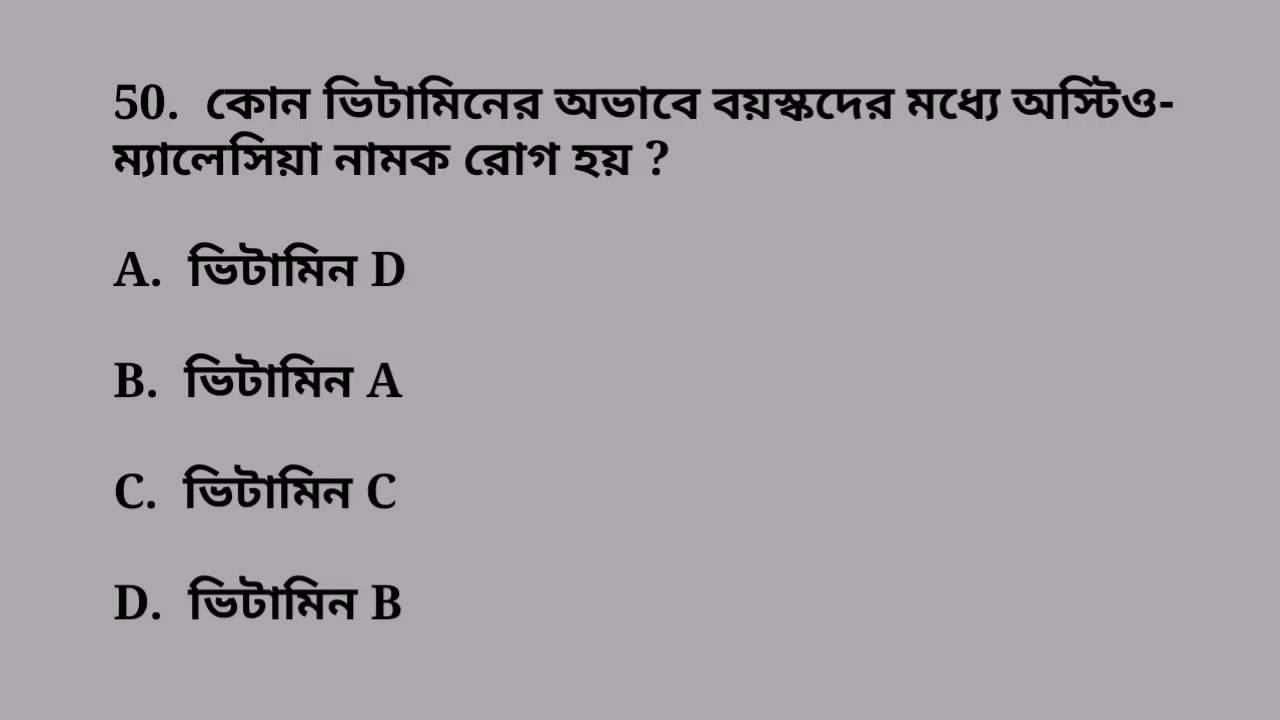 50. কোন ভিটামিনের অভাবে বয়স্কদের মধ্যে অস্টিও-
ম্যালেসিয়া নামক রোগ হয় ?
A. ভিটামিন D
B. ভিটামিন A
C. ভিটামিন C
D. ভিটামিন B